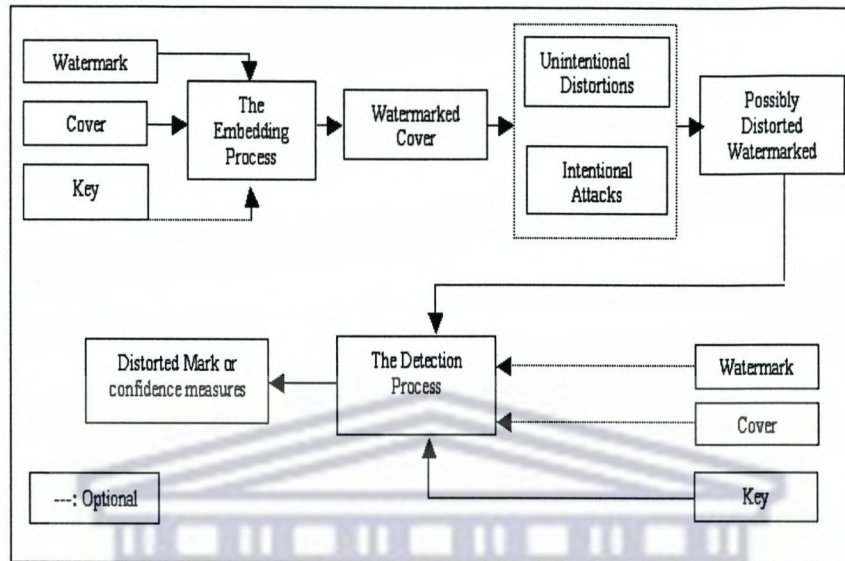 Watermark
Cover
Key
The
Embedding
Process
Watermarked
Cover
Unintentional
Distortions
Intentional
Attacks
Possibly
Distorted
Watermarked
Distorted Mark or
confidence measures
The Detection
Process
Watermark
Cover
Key
---: Optional